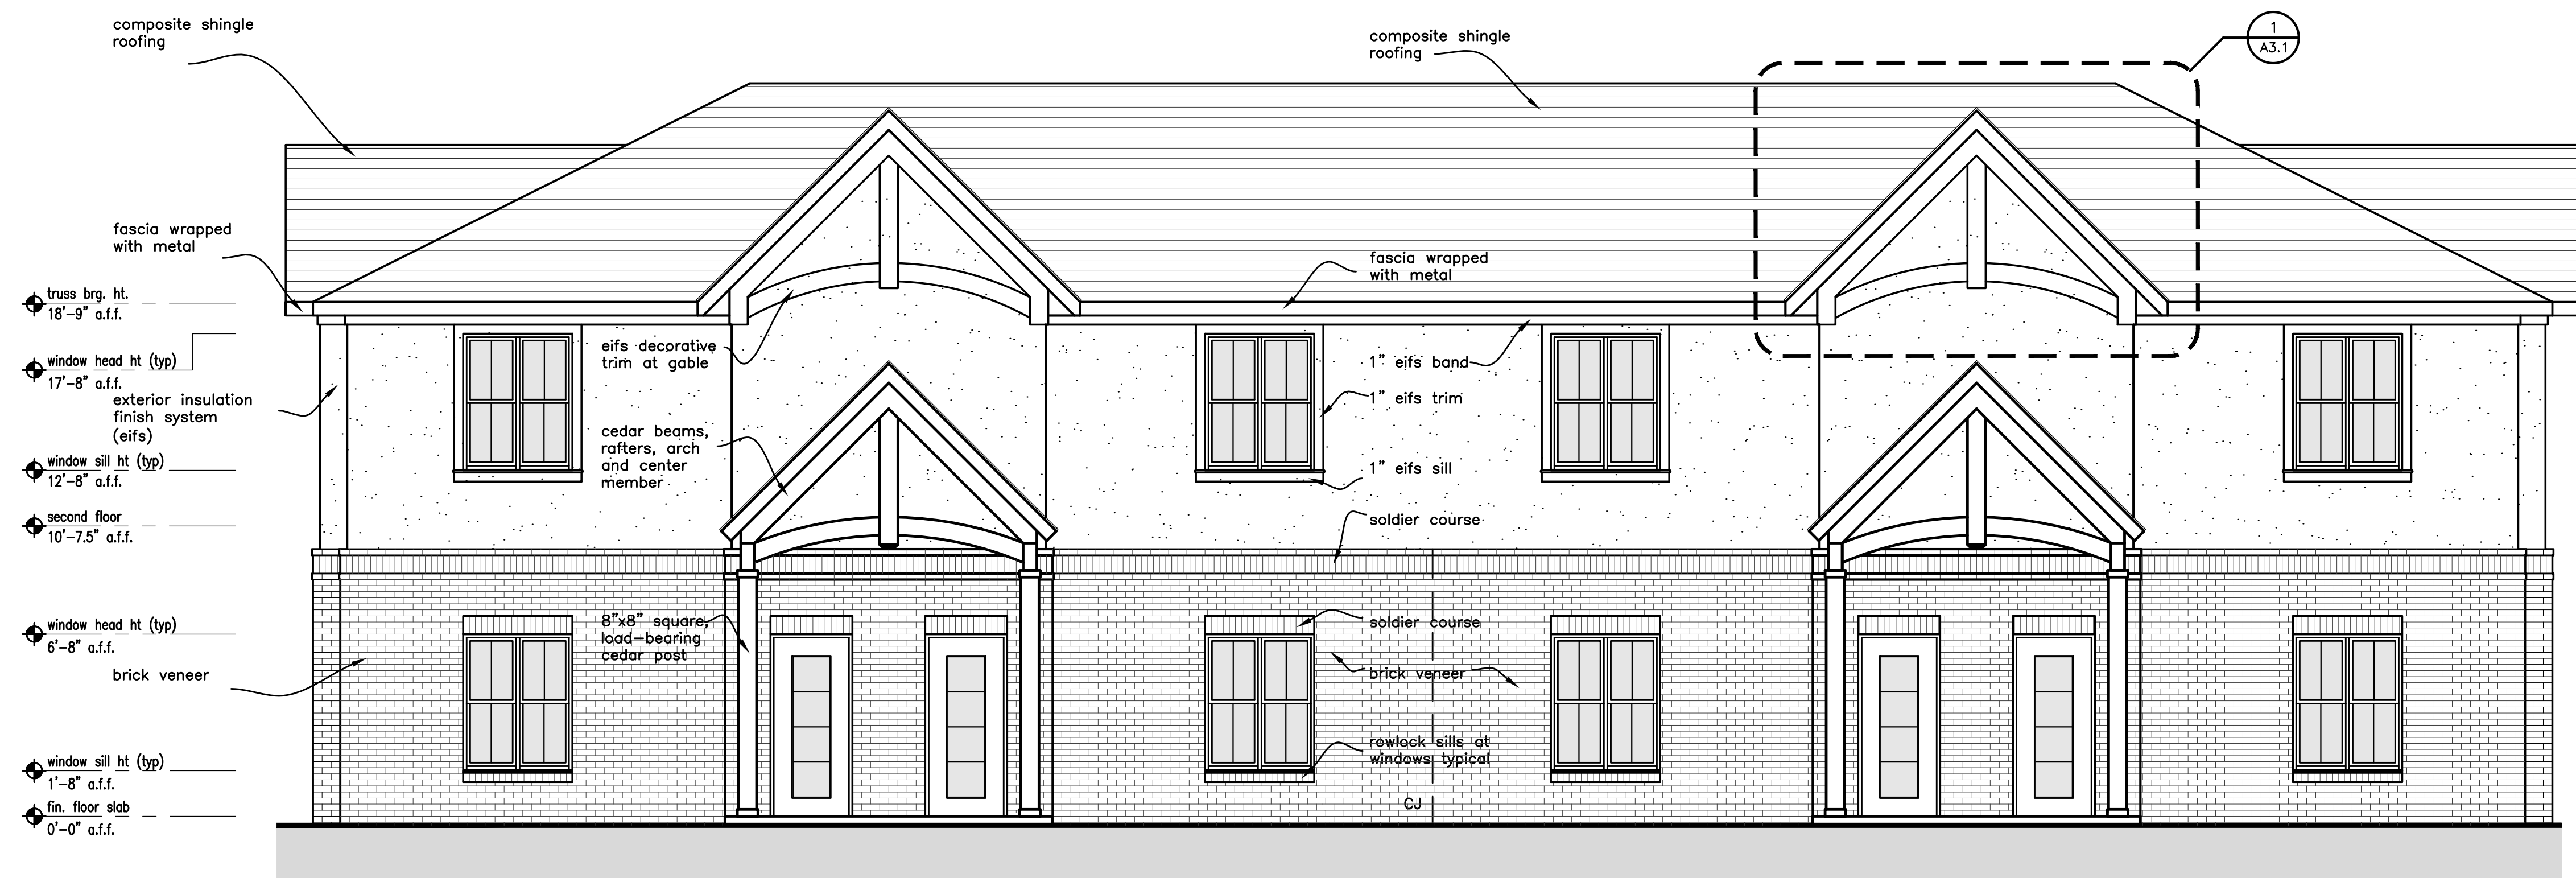 composite shingle
roofing
composite shingle
roofing
1
A3.1
fascia wrapped
with metal
fascia wrapped
with metal
truss brg. ht.
18'-9" a.f.f.
window head ht (typ)
17'-8" a.f.f.
exterior insulation
finish system
(eifs)
window sill ht (typ)
12'-8" a.f.f.
second floor
10'-7.5" a.f.f.
window head ht (typ)
6'-8" a.f.f.
brick veneer
window sill ht (typ)
1'-8" a.f.f.
fin. floor slab
0'-0" a.f.f.
eifs decorative
trim at gable
cedar beams,
rafters, arch
and center
member
8"x8" square,
load-bearing
cedar post
1" eifs band
1" eifs trim
1" eifs sill
soldier course
soldier course
brick veneer
rowlock sills at
windows typical
CJ